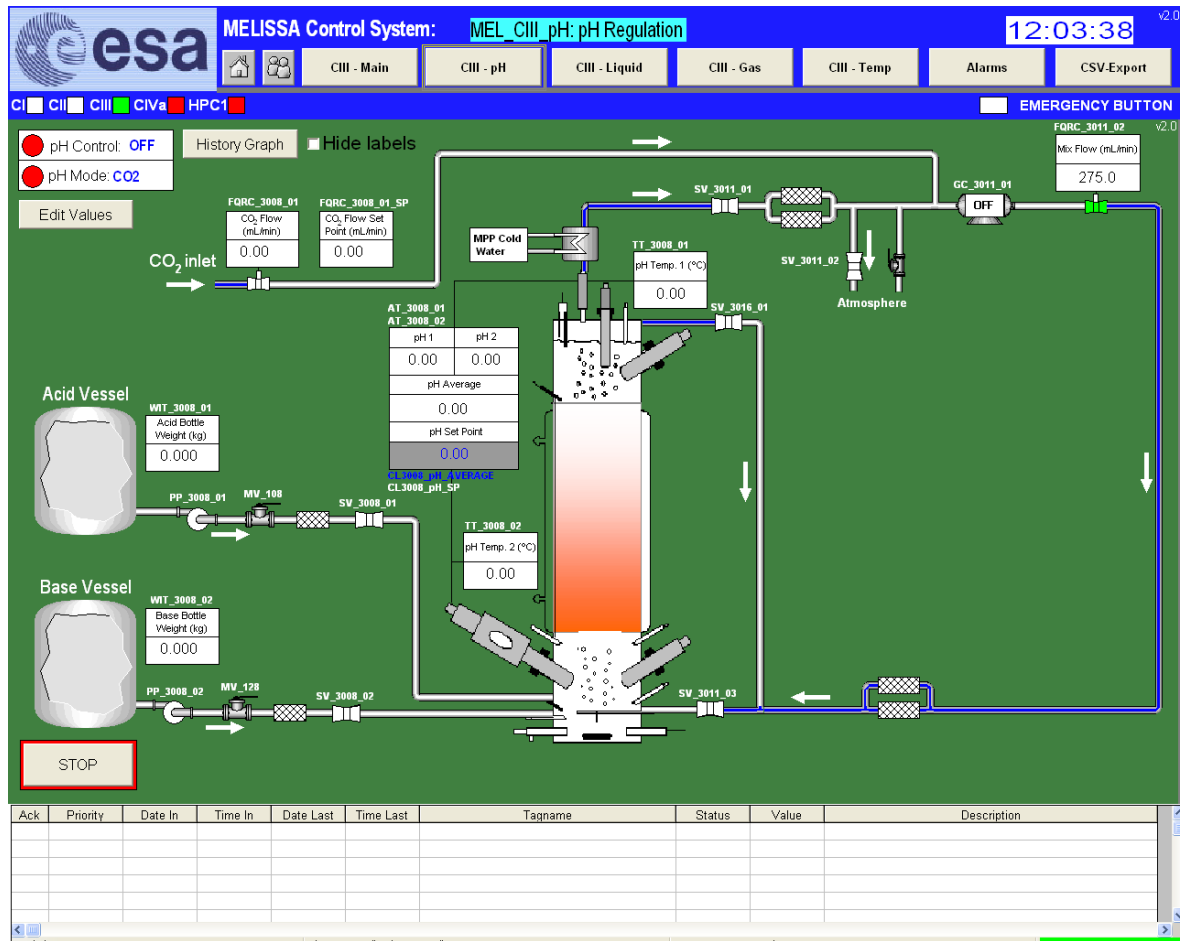 v2.0
esa
MELISSA Control System: MEL_CIII_pH: pH Regulation
12:03:38
CIII - Main
CIII - pH
CIII - Liquid
CIII - Gas
CIII - Temp
Alarms
CSV-Export
CI CII CIII CIVa HPC1
EMERGENCY BUTTON
v2.0
pH Control: OFF
pH Mode: CO2
History Graph
Hide labels
Edit Values
FQRC_3011_02
Mix Flow (mL/min)
275.0
FQRC_3008_01
CO2 Flow
(mL/min)
0.00
FQRC_3008_01_SP
CO2 Flow Set
Point (mL/min)
0.00
CO2 inlet
MPP Cold
Water
SV_3011_01
GC_3011_01
OFF
TT_3008_01
pH Temp. 1 (ºC)
0.00
SV_3011_02
Atmosphere
SV_3016_01
AT_3008_01
AT_3008_02
pH 1
pH 2
0.00
0.00
pH Average
0.00
pH Set Point
0.00
CL3008_pH_AVERAGE
CL3008_pH_SP
Acid Vessel
WIT_3008_01
Acid Bottle
Weight (kg)
0.000
PP_3008_01
MV_108
SV_3008_01
TT_3008_02
pH Temp. 2 (ºC)
0.00
Base Vessel
WIT_3008_02
Base Bottle
Weight (kg)
0.000
PP_3008_02
MV_128
SV_3008_02
SV_3011_03
STOP
Ack Priority Date In Time In Date Last Time Last Tagname Status Value Description